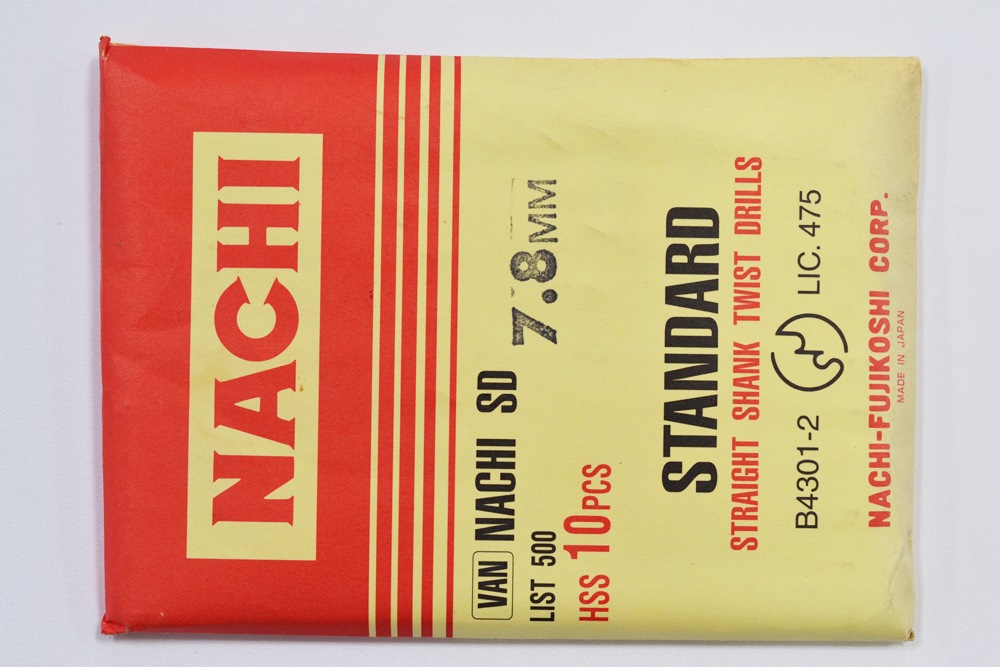 NACHI
VAN NACHI SD
LIST 500
7.8MM
HSS 10PCS
STANDARD
STRAIGHT SHANK TWIST DRILLS
B4301-2 LIC. 475
NACHI-FUJIKOSHI CORP.
MADE IN JAPAN